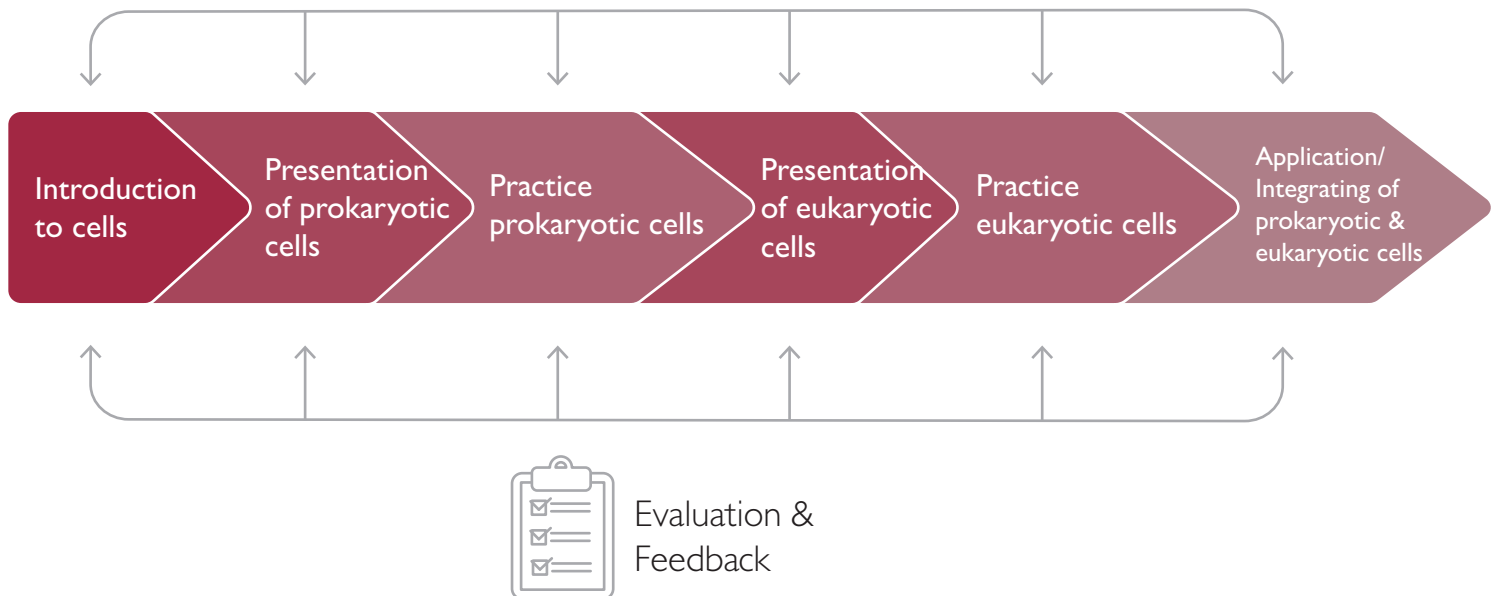 Introduction
to cells
Presentation
of prokaryotic
cells
Practice
prokaryotic cells
Presentation
of eukaryotic
cells
Practice
eukaryotic cells
Application/
Integrating of
prokaryotic &
eukaryotic cells
Evaluation &
Feedback